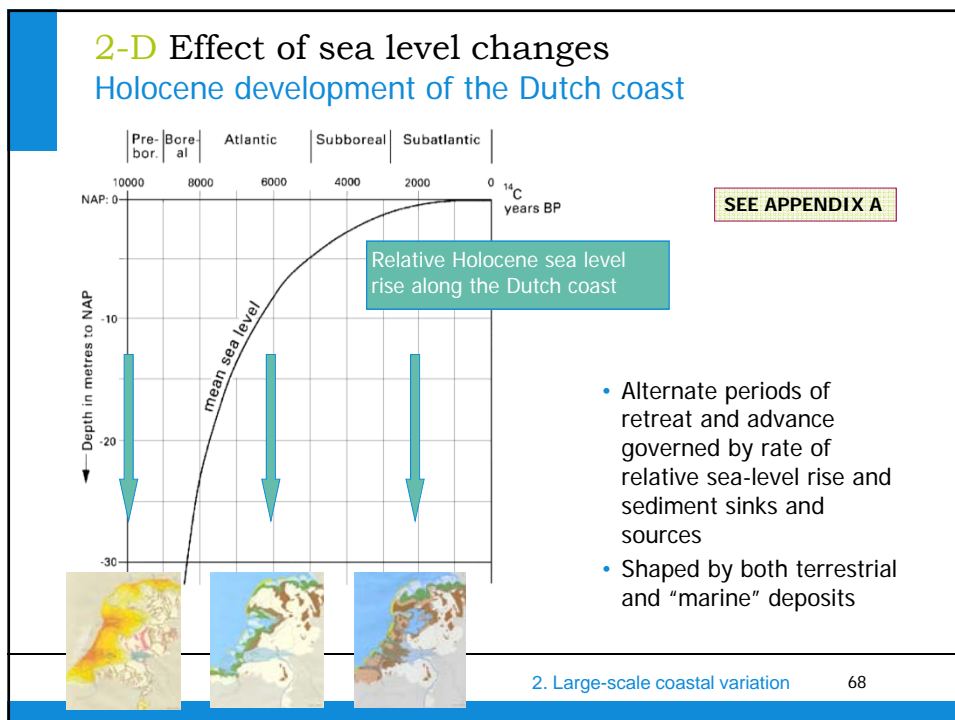 2-D Effect of sea level changes
Holocene development of the Dutch coast
Pre-
bor.
Bore-
al
Atlantic
Subboreal
Subatlantic
10000 8000 6000 4000 2000 0
14C
years BP
NAP: 0
SEE APPENDIX A
Relative Holocene sea level
rise along the Dutch coast
mean sea level
Depth in metres to NAP
-10
-20
-30
• Alternate periods of
retreat and advance
governed by rate of
relative sea-level rise and
sediment sinks and
sources
• Shaped by both terrestrial
and “marine” deposits
2. Large-scale coastal variation 68